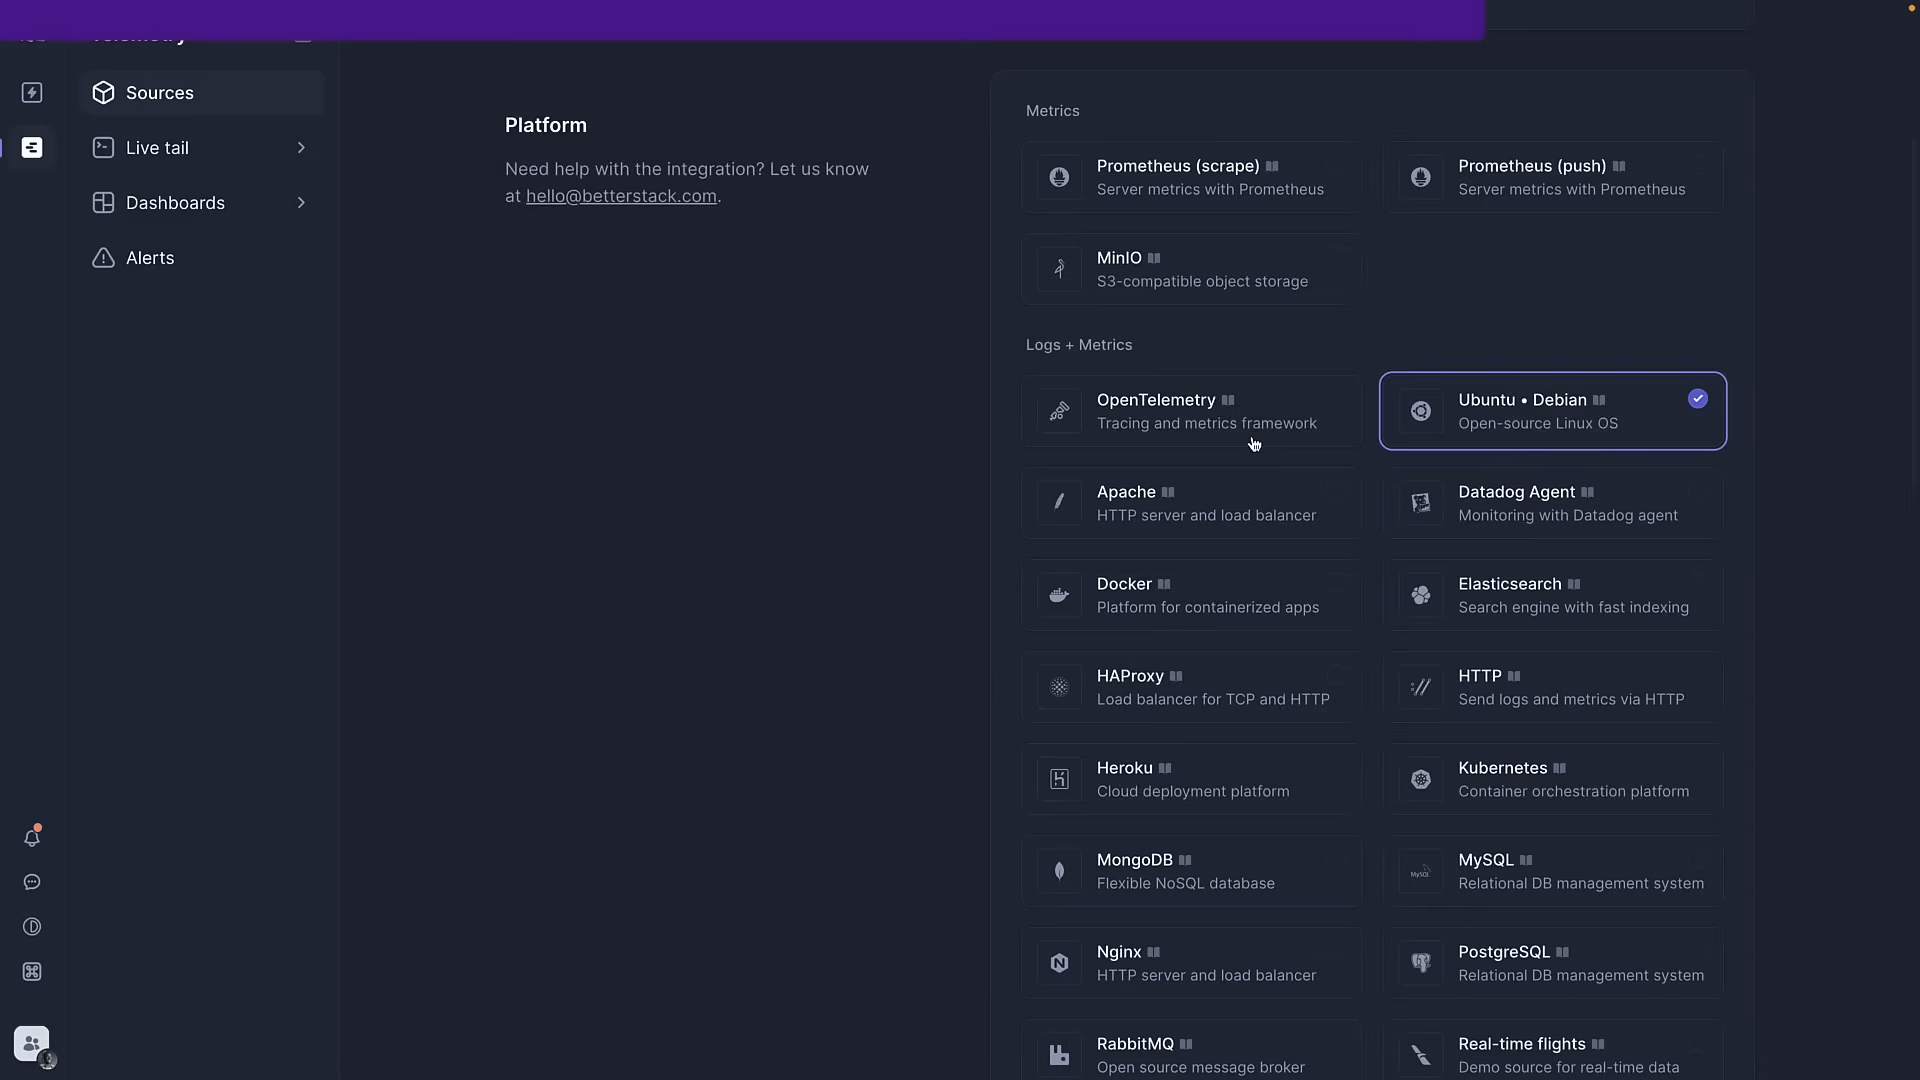 Telemetry
Sources
Live tail
Dashboards
Alerts
Platform
Need help with the integration? Let us know
at hello@betterstack.com.
Metrics
Prometheus (scrape)
Server metrics with Prometheus
Prometheus (push)
Server metrics with Prometheus
MinIO
S3-compatible object storage
Logs + Metrics
OpenTelemetry
Tracing and metrics framework
Ubuntu • Debian
Open-source Linux OS
Apache
HTTP server and load balancer
Datadog Agent
Monitoring with Datadog agent
Docker
Platform for containerized apps
Elasticsearch
Search engine with fast indexing
HAProxy
Load balancer for TCP and HTTP
HTTP
Send logs and metrics via HTTP
Heroku
Cloud deployment platform
Kubernetes
Container orchestration platform
MongoDB
Flexible NoSQL database
MySQL
MySQL
Relational DB management system
Nginx
HTTP server and load balancer
PostgreSQL
Relational DB management system
RabbitMQ
Open source message broker
Real-time flights
Demo source for real-time data